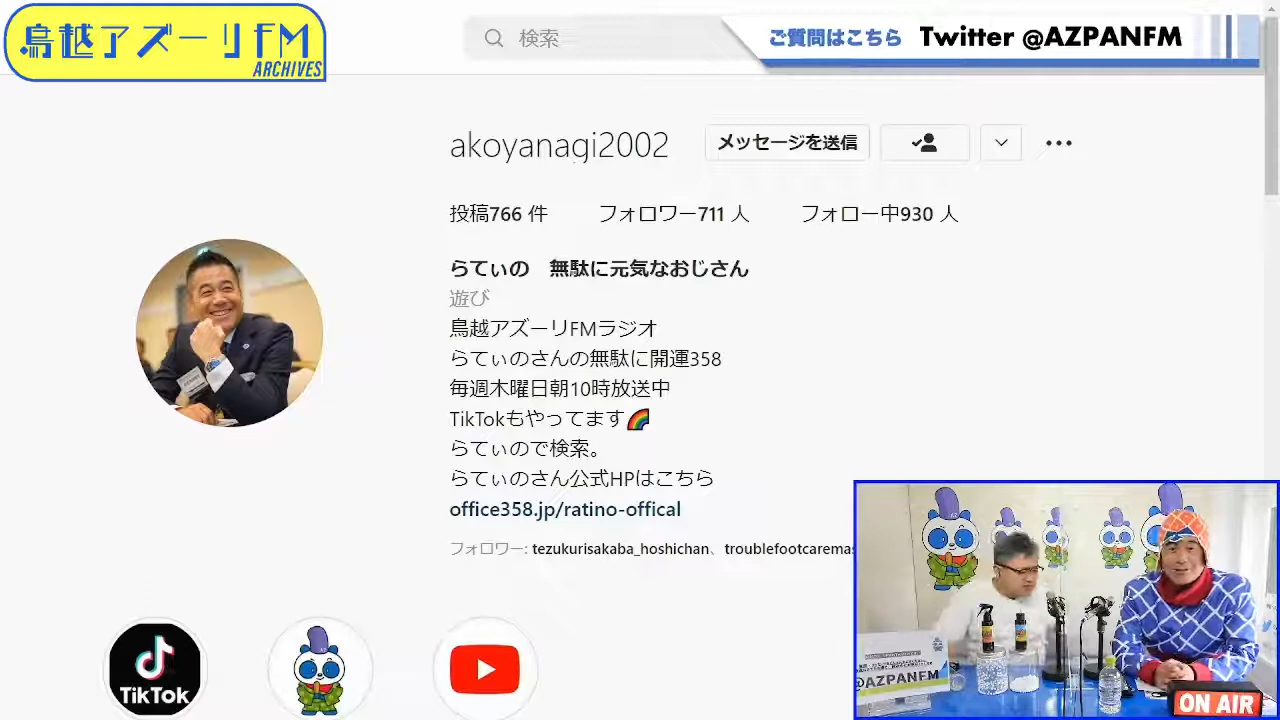 鳥越アズーリFM
ARCHIVES
検索
ご質問はこちら Twitter @AZPANFM
akoyanagi2002
メッセージを送信
投稿766 件 フォロワー711 人 フォロー中930 人
らてぃの 無駄に元気なおじさん
遊び
鳥越アズーリFMラジオ
らてぃのさんの無駄に開運358
毎週木曜日朝10時放送中
TikTokもやってます🌈
らてぃので検索。
らてぃのさん公式HPはこちら
office358.jp/ratino-offical
フォロワー: tezukurisakaba_hoshichan、troublefootcaremas
TikTok
@AZPANFM
ON AIR